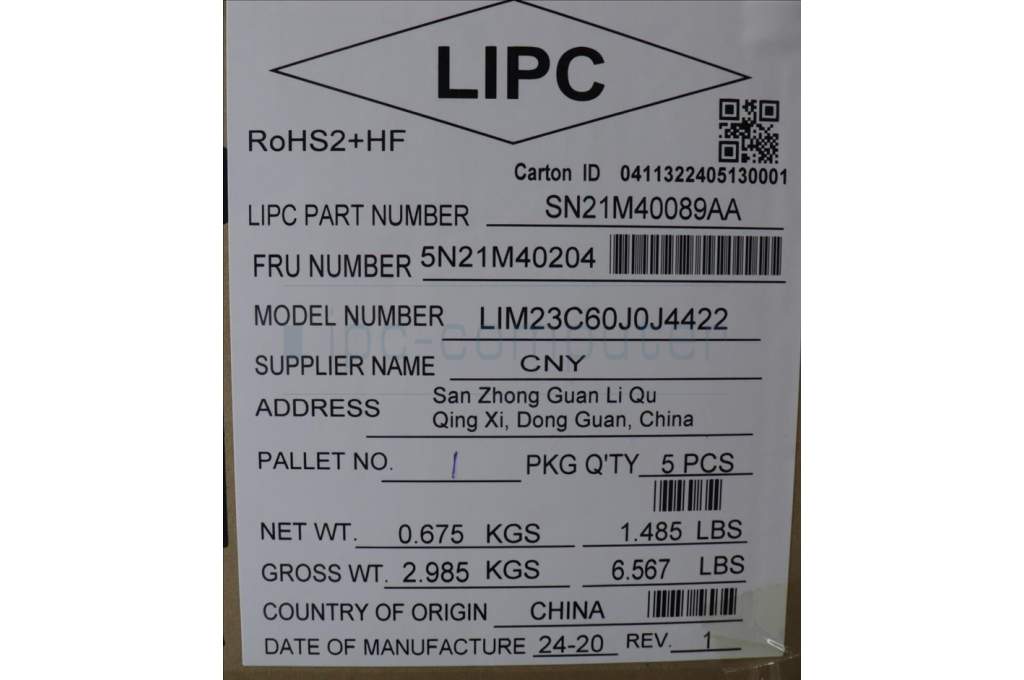 LIPC
RoHS2+HF
Carton ID 0411322405130001
LIPC PART NUMBER SN21M40089AA
FRU NUMBER 5N21M40204
MODEL NUMBER LIM23C60J0J4422
ipc-computer
SUPPLIER NAME CNY
ADDRESS San Zhong Guan Li Qu
Qing Xi, Dong Guan, China
PALLET NO. 1 PKG Q'TY 5 PCS
NET WT. 0.675 KGS 1.485 LBS
GROSS WT. 2.985 KGS 6.567 LBS
COUNTRY OF ORIGIN CHINA
DATE OF MANUFACTURE 24-20 REV. 1